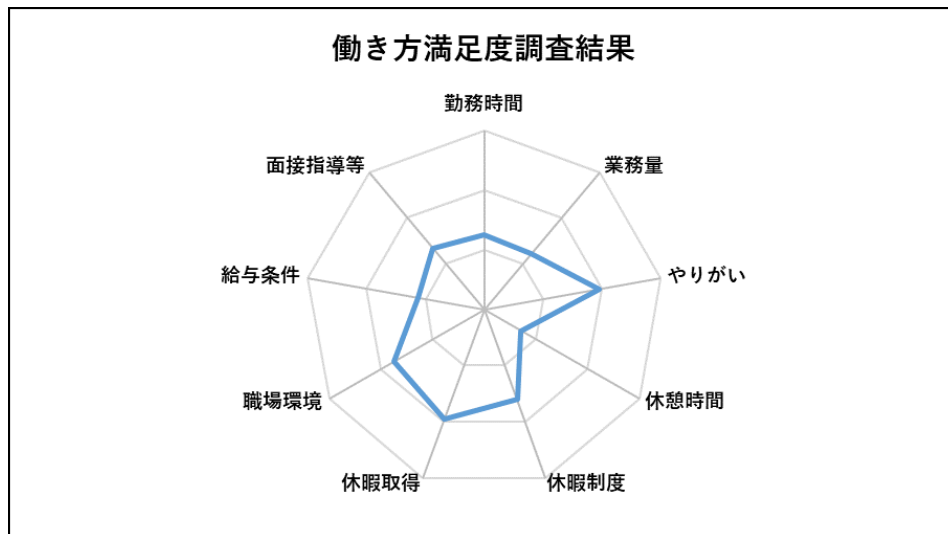 働き方満足度調査結果
勤務時間
業務量
やりがい
休憩時間
休暇制度
休暇取得
職場環境
給与条件
面接指導等